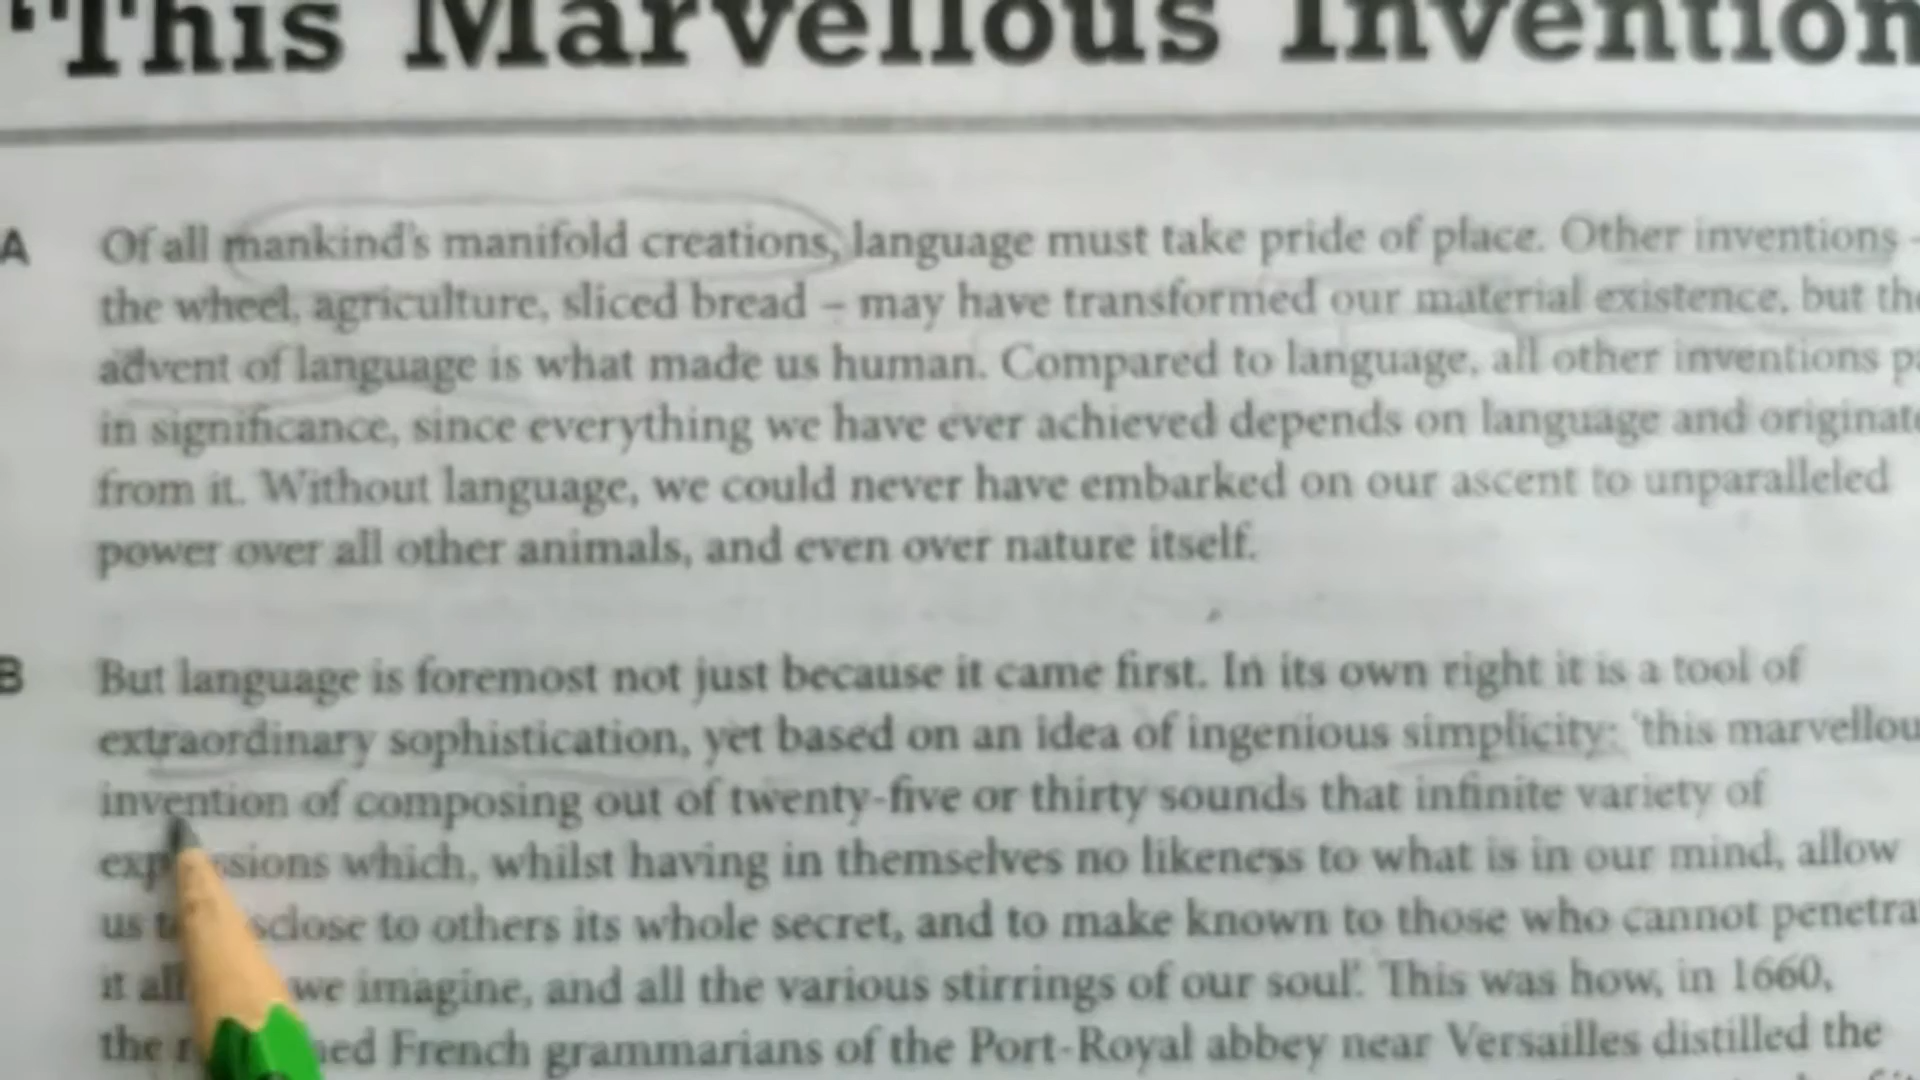 'This Marvellous Invention
A Of all mankind's manifold creations, language must take pride of place. Other inventions -
the wheel, agriculture, sliced bread – may have transformed our material existence, but the
advent of language is what made us human. Compared to language, all other inventions
in significance, since everything we have ever achieved depends on language and originate
from it. Without language, we could never have embarked on our ascent to unparalleled
power over all other animals, and even over nature itself.
B But language is foremost not just because it came first. In its own right it is a tool of
extraordinary sophistication, yet based on an idea of ingenious simplicity: 'this marvellou
invention of composing out of twenty-five or thirty sounds that infinite variety of
which, whilst having in themselves no likeness to what is in our mind, allow
us to others its whole secret, and to make known to those who cannot penetra
it we imagine, and all the various stirrings of our soul'. This was how, in 1660,
the French grammarians of the Port-Royal abbey near Versailles distilled the